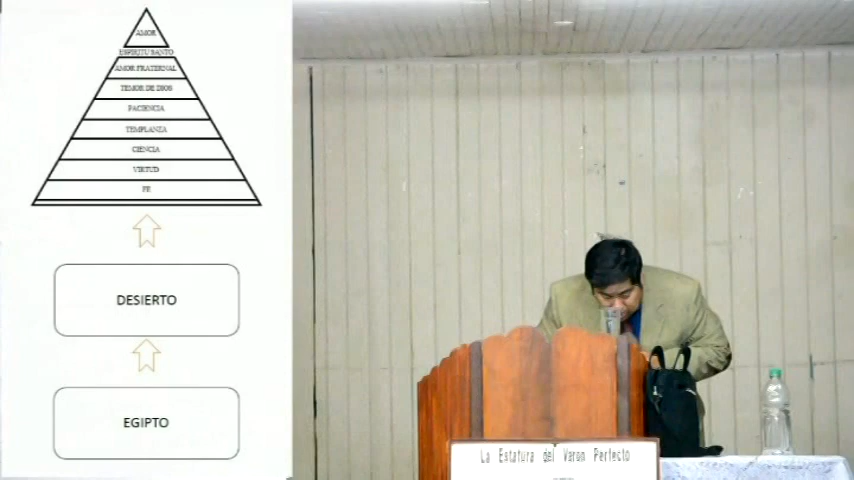 AMOR
ESPIRITU SANTO
AMOR FRATERNAL
TEMOR DE DIOS
PACIENCIA
TEMPLANZA
CIENCIA
VIRTUD
FE
DESIERTO
EGIPTO
La Estatura del Varon Perfecto